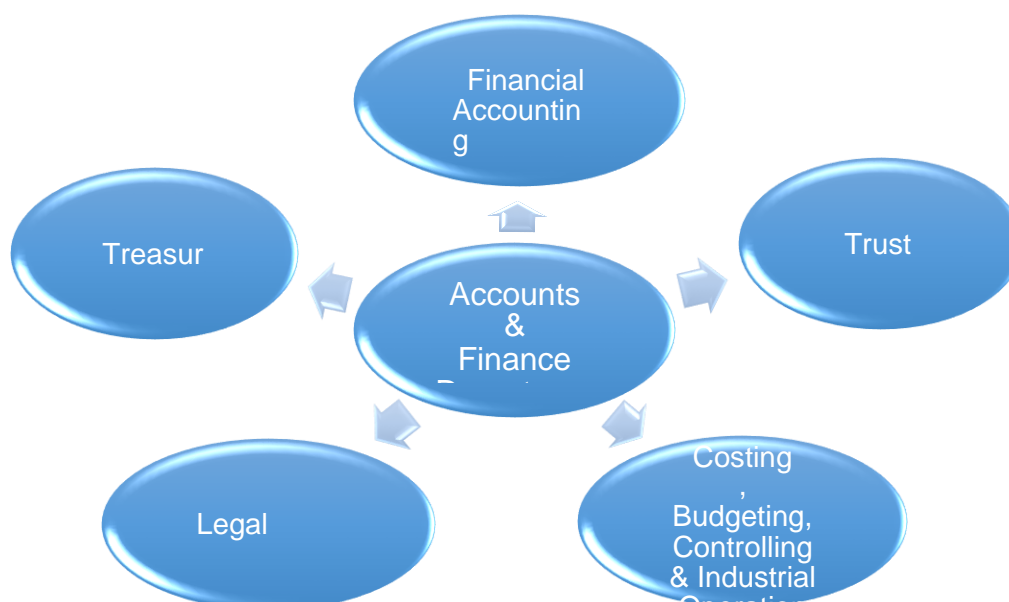 Financial
Accountin
g
Treasur
Trust
Accounts
&
Finance
Legal
Costing
,
Budgeting,
Controlling
& Industrial